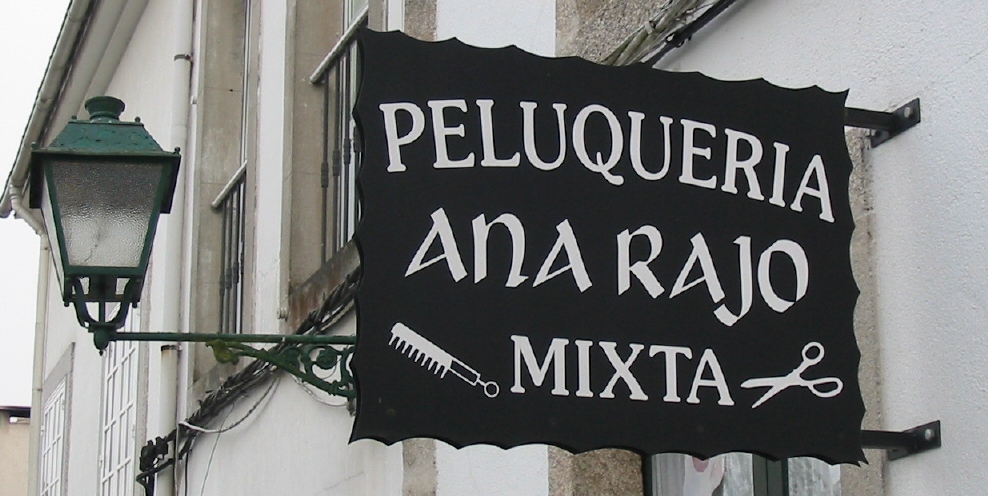 PELUQUERIA
ANA RAJO
MIXTA